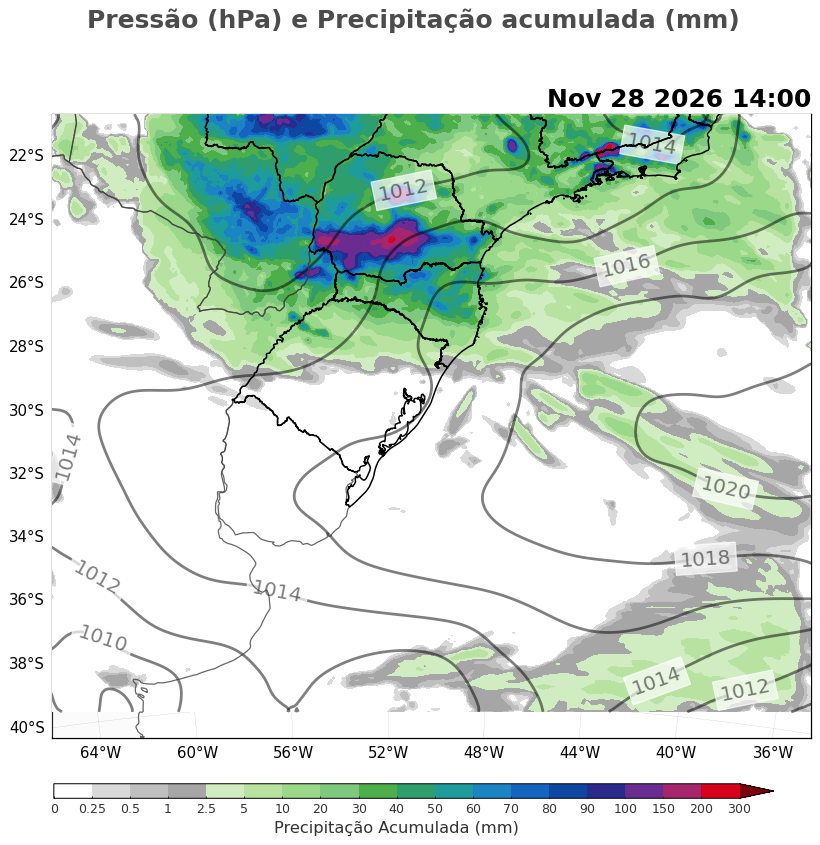 Pressão (hPa) e Precipitação acumulada (mm)
Nov 28 2026 14:00
22°S
24°S
26°S
28°S
30°S
32°S
34°S
36°S
38°S
40°S
1014
1012
1016
1014
1020
1018
1012
1014
1010
1014
1012
64°W 60°W 56°W 52°W 48°W 44°W 40°W 36°W
0 0.25 0.5 1 2.5 5 10 20 30 40 50 60 70 80 90 100 150 200 300
Precipitação Acumulada (mm)